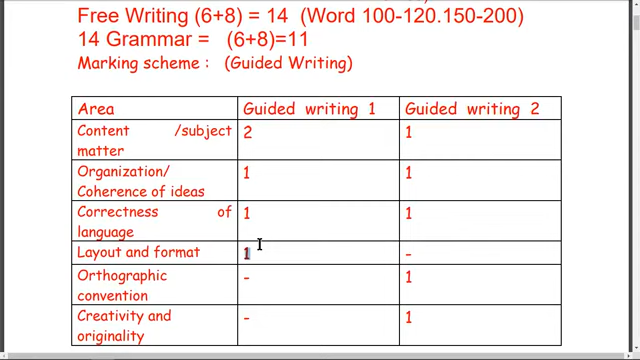 Free Writing (6+8) = 14 (Word 100-120.150-200)
14 Grammar = (6+8)=11
Marking scheme : (Guided Writing)
Area Guided writing 1 Guided writing 2
Content /subject matter 2 1
Organization/ Coherence of ideas 1 1
Correctness of language 1 1
Layout and format 1 -
Orthographic convention - 1
Creativity and originality - 1